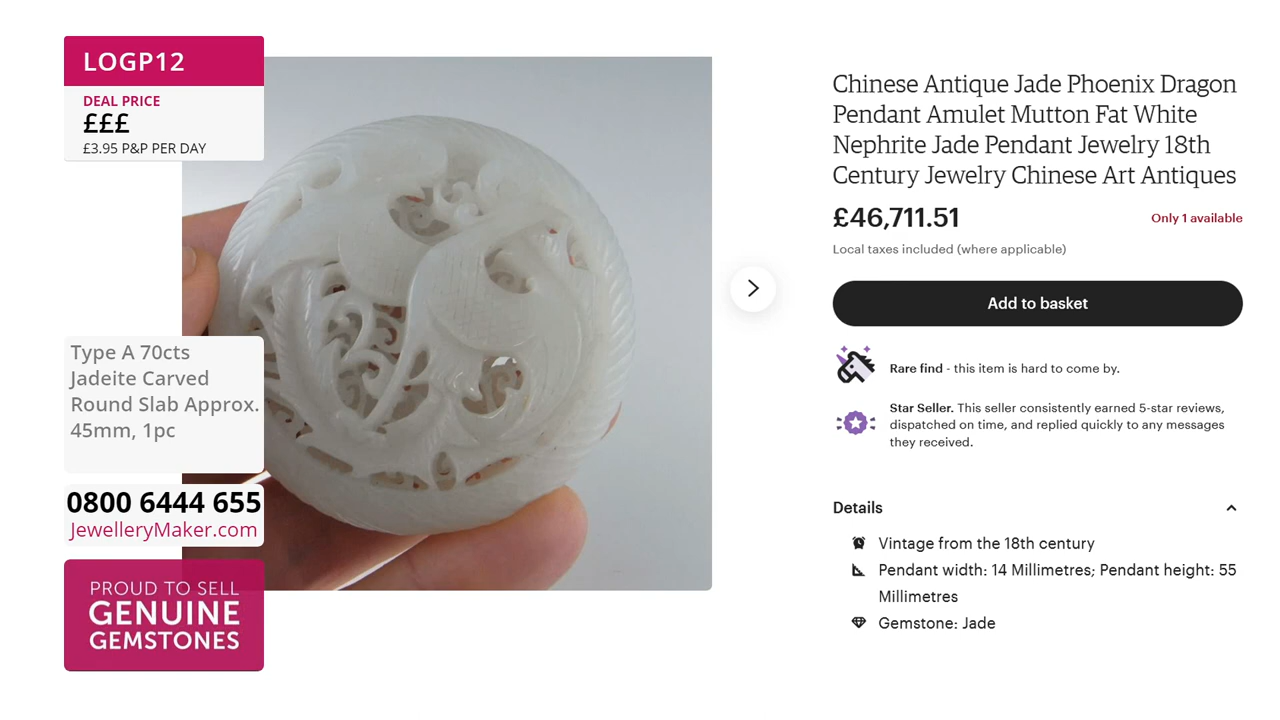 LOGP12
DEAL PRICE
£££
£3.95 P&P PER DAY
Type A 70cts
Jadeite Carved
Round Slab Approx.
45mm, 1pc
0800 6444 655
JewelleryMaker.com
PROUD TO SELL
GENUINE
GEMSTONES
Chinese Antique Jade Phoenix Dragon
Pendant Amulet Mutton Fat White
Nephrite Jade Pendant Jewelry 18th
Century Jewelry Chinese Art Antiques
£46,711.51
Only 1 available
Local taxes included (where applicable)
Add to basket
Rare find - this item is hard to come by.
Star Seller. This seller consistently earned 5-star reviews,
dispatched on time, and replied quickly to any messages
they received.
Details
Vintage from the 18th century
Pendant width: 14 Millimetres; Pendant height: 55
Millimetres
Gemstone: Jade